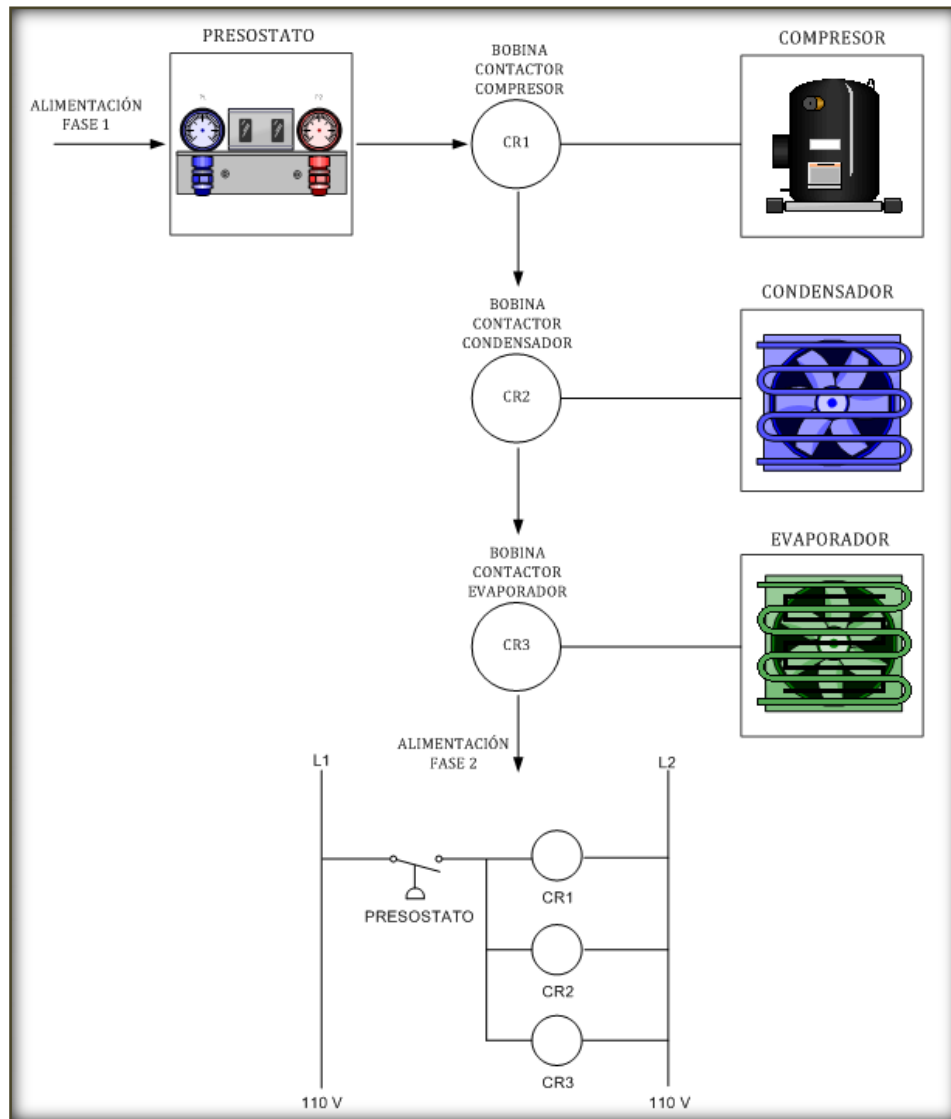 PRESOSTATO
ALIMENTACIÓN
FASE 1
BOBINA
CONTACTOR
COMPRESOR
CR1
COMPRESOR
BOBINA
CONTACTOR
CONDENSADOR
CR2
CONDENSADOR
BOBINA
CONTACTOR
EVAPORADOR
CR3
EVAPORADOR
ALIMENTACIÓN
FASE 2
L1
L2
PRESOSTATO
CR1
CR2
CR3
110 V
110 V